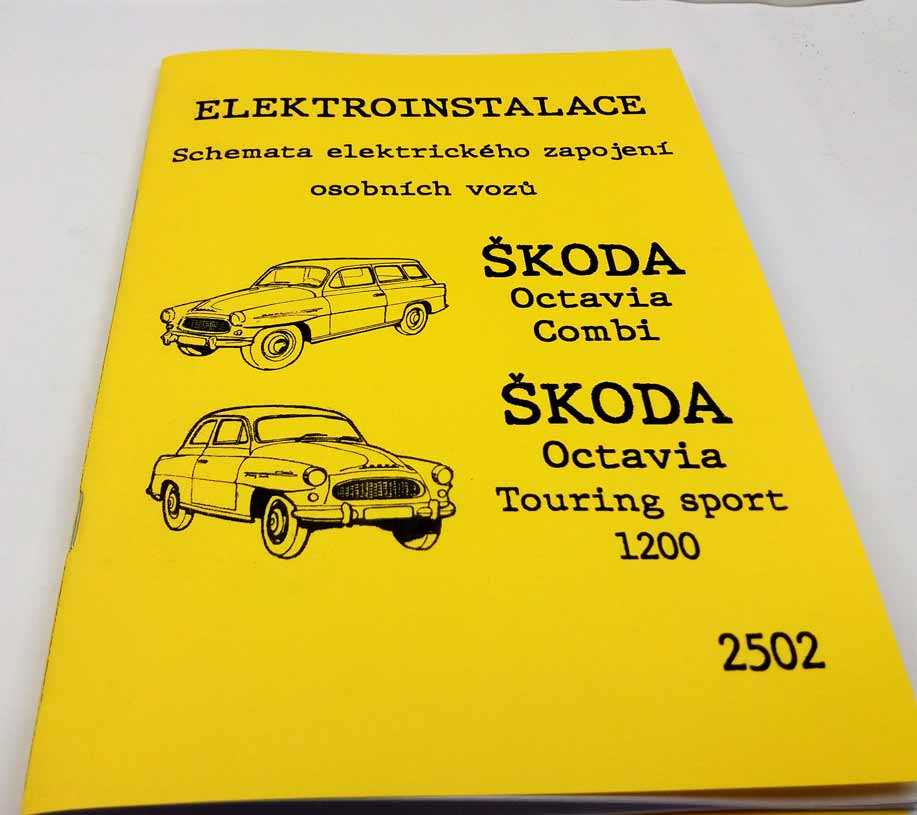 ELEKTROINSTALACE
Schemata elektrického zapojení
osobních vozů
ŠKODA
Octavia
Combi
ŠKODA
Octavia
Touring sport
1200
2502